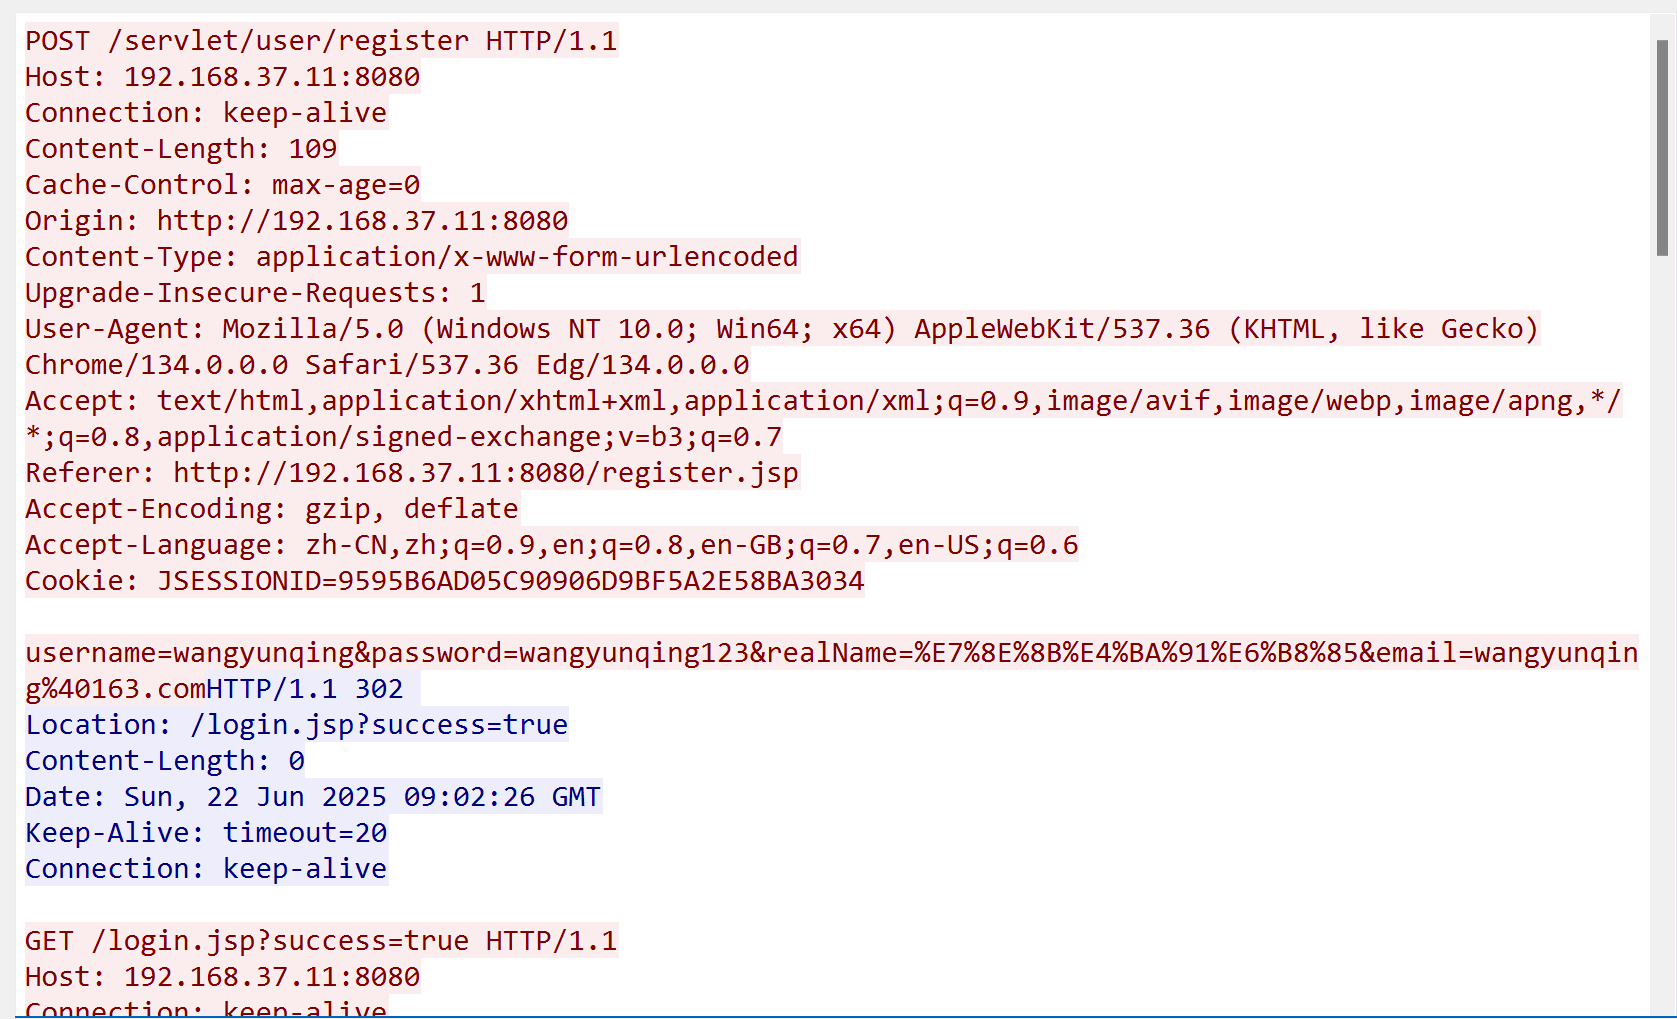 POST /servlet/user/register HTTP/1.1
Host: 192.168.37.11:8080
Connection: keep-alive
Content-Length: 109
Cache-Control: max-age=0
Origin: http://192.168.37.11:8080
Content-Type: application/x-www-form-urlencoded
Upgrade-Insecure-Requests: 1
User-Agent: Mozilla/5.0 (Windows NT 10.0; Win64; x64) AppleWebKit/537.36 (KHTML, like Gecko)
Chrome/134.0.0.0 Safari/537.36 Edg/134.0.0.0
Accept: text/html,application/xhtml+xml,application/xml;q=0.9,image/avif,image/webp,image/apng,*/
*;q=0.8,application/signed-exchange;v=b3;q=0.7
Referer: http://192.168.37.11:8080/register.jsp
Accept-Encoding: gzip, deflate
Accept-Language: zh-CN,zh;q=0.9,en;q=0.8,en-GB;q=0.7,en-US;q=0.6
Cookie: JSESSIONID=9595B6AD05C90906D9BF5A2E58BA3034
username=wangyunqing&password=wangyunqing123&realName=%E7%8E%8B%E4%BA%91%E6%B8%85&email=wangyunqin
g%40163.comHTTP/1.1 302
Location: /login.jsp?success=true
Content-Length: 0
Date: Sun, 22 Jun 2025 09:02:26 GMT
Keep-Alive: timeout=20
Connection: keep-alive
GET /login.jsp?success=true HTTP/1.1
Host: 192.168.37.11:8080
Connection: keep-alive